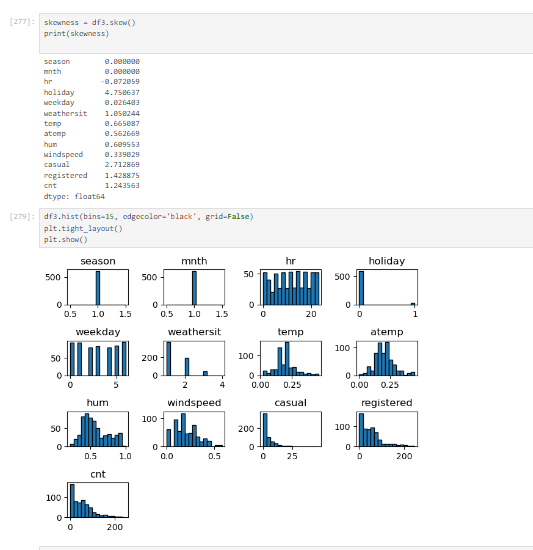 [277]: skewness = df3.skew()
print(skewness)
season 0.000000
mnth 0.000000
hr -0.072059
holiday 4.750637
weekday 0.026403
weathersit 1.050244
temp 0.665087
atemp 0.562669
hum 0.609553
windspeed 0.339029
casual 2.712869
registered 1.428875
cnt 1.243563
dtype: float64
[279]: df3.hist(bins=15, edgecolor='black', grid=False)
plt.tight_layout()
plt.show()
season mnth hr holiday
500 500 50 500
0 0 0 0
0.5 1.0 1.5 0.5 1.0 1.5 0 20 0 1
weekday weathersit temp atemp
50 200 100 100
0 0 0 0
0 5 2 4 0.00 0.25 0.00 0.25
hum windspeed casual registered
50 100 200 100
0 0 0 0
0.5 1.0 0.0 0.5 0 25 0 200
cnt
100
0
0 200